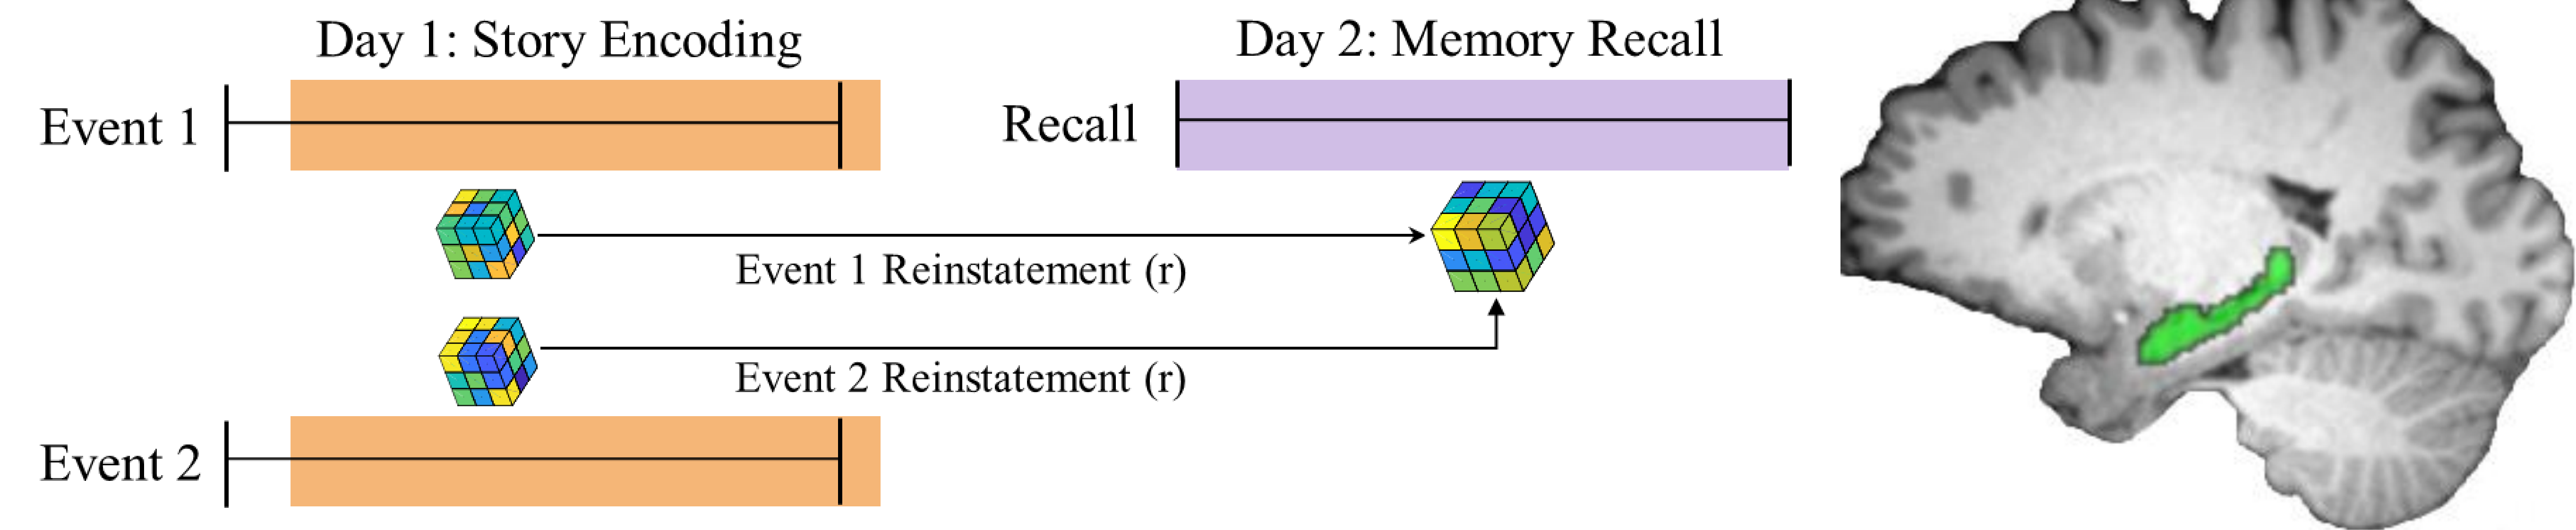 Day 1: Story Encoding
Day 2: Memory Recall
Event 1
Recall
Event 1 Reinstatement (r)
Event 2 Reinstatement (r)
Event 2